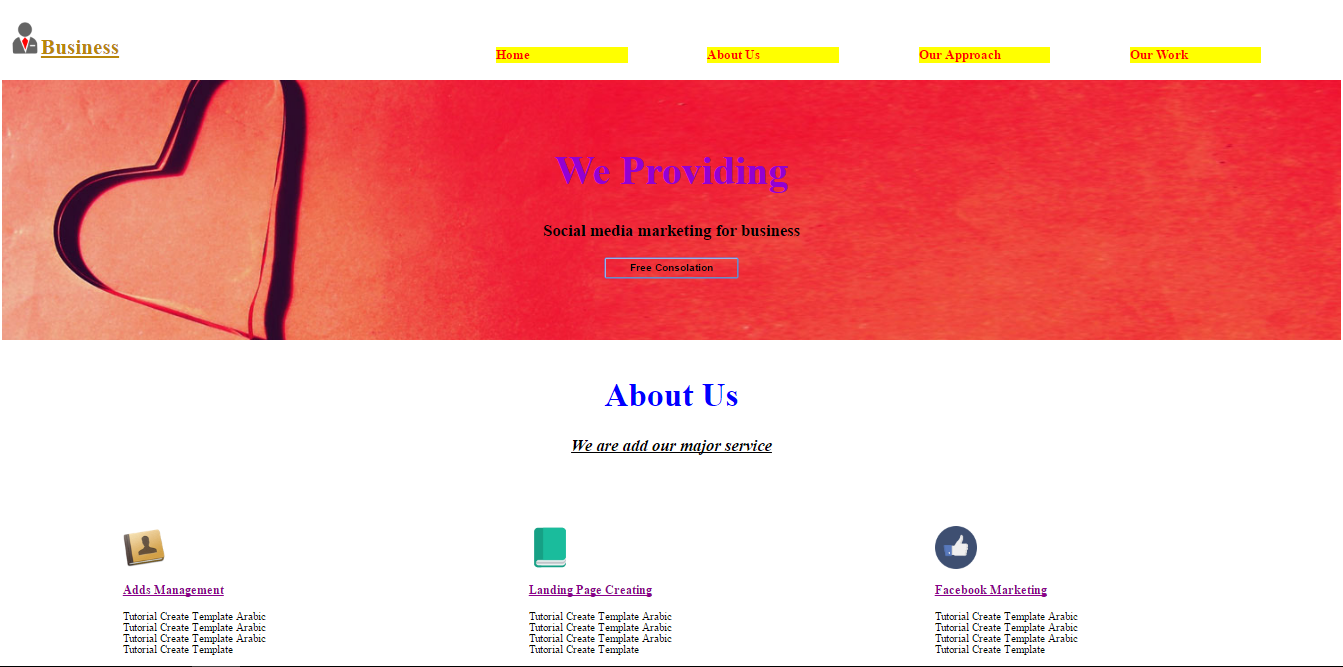 Business
Home About Us Our Approach Our Work
We Providing
Social media marketing for business
Free Consolation
About Us
We are add our major service
Adds Management
Tutorial Create Template Arabic
Tutorial Create Template Arabic
Tutorial Create Template Arabic
Tutorial Create Template
Landing Page Creating
Tutorial Create Template Arabic
Tutorial Create Template Arabic
Tutorial Create Template Arabic
Tutorial Create Template
Facebook Marketing
Tutorial Create Template Arabic
Tutorial Create Template Arabic
Tutorial Create Template Arabic
Tutorial Create Template